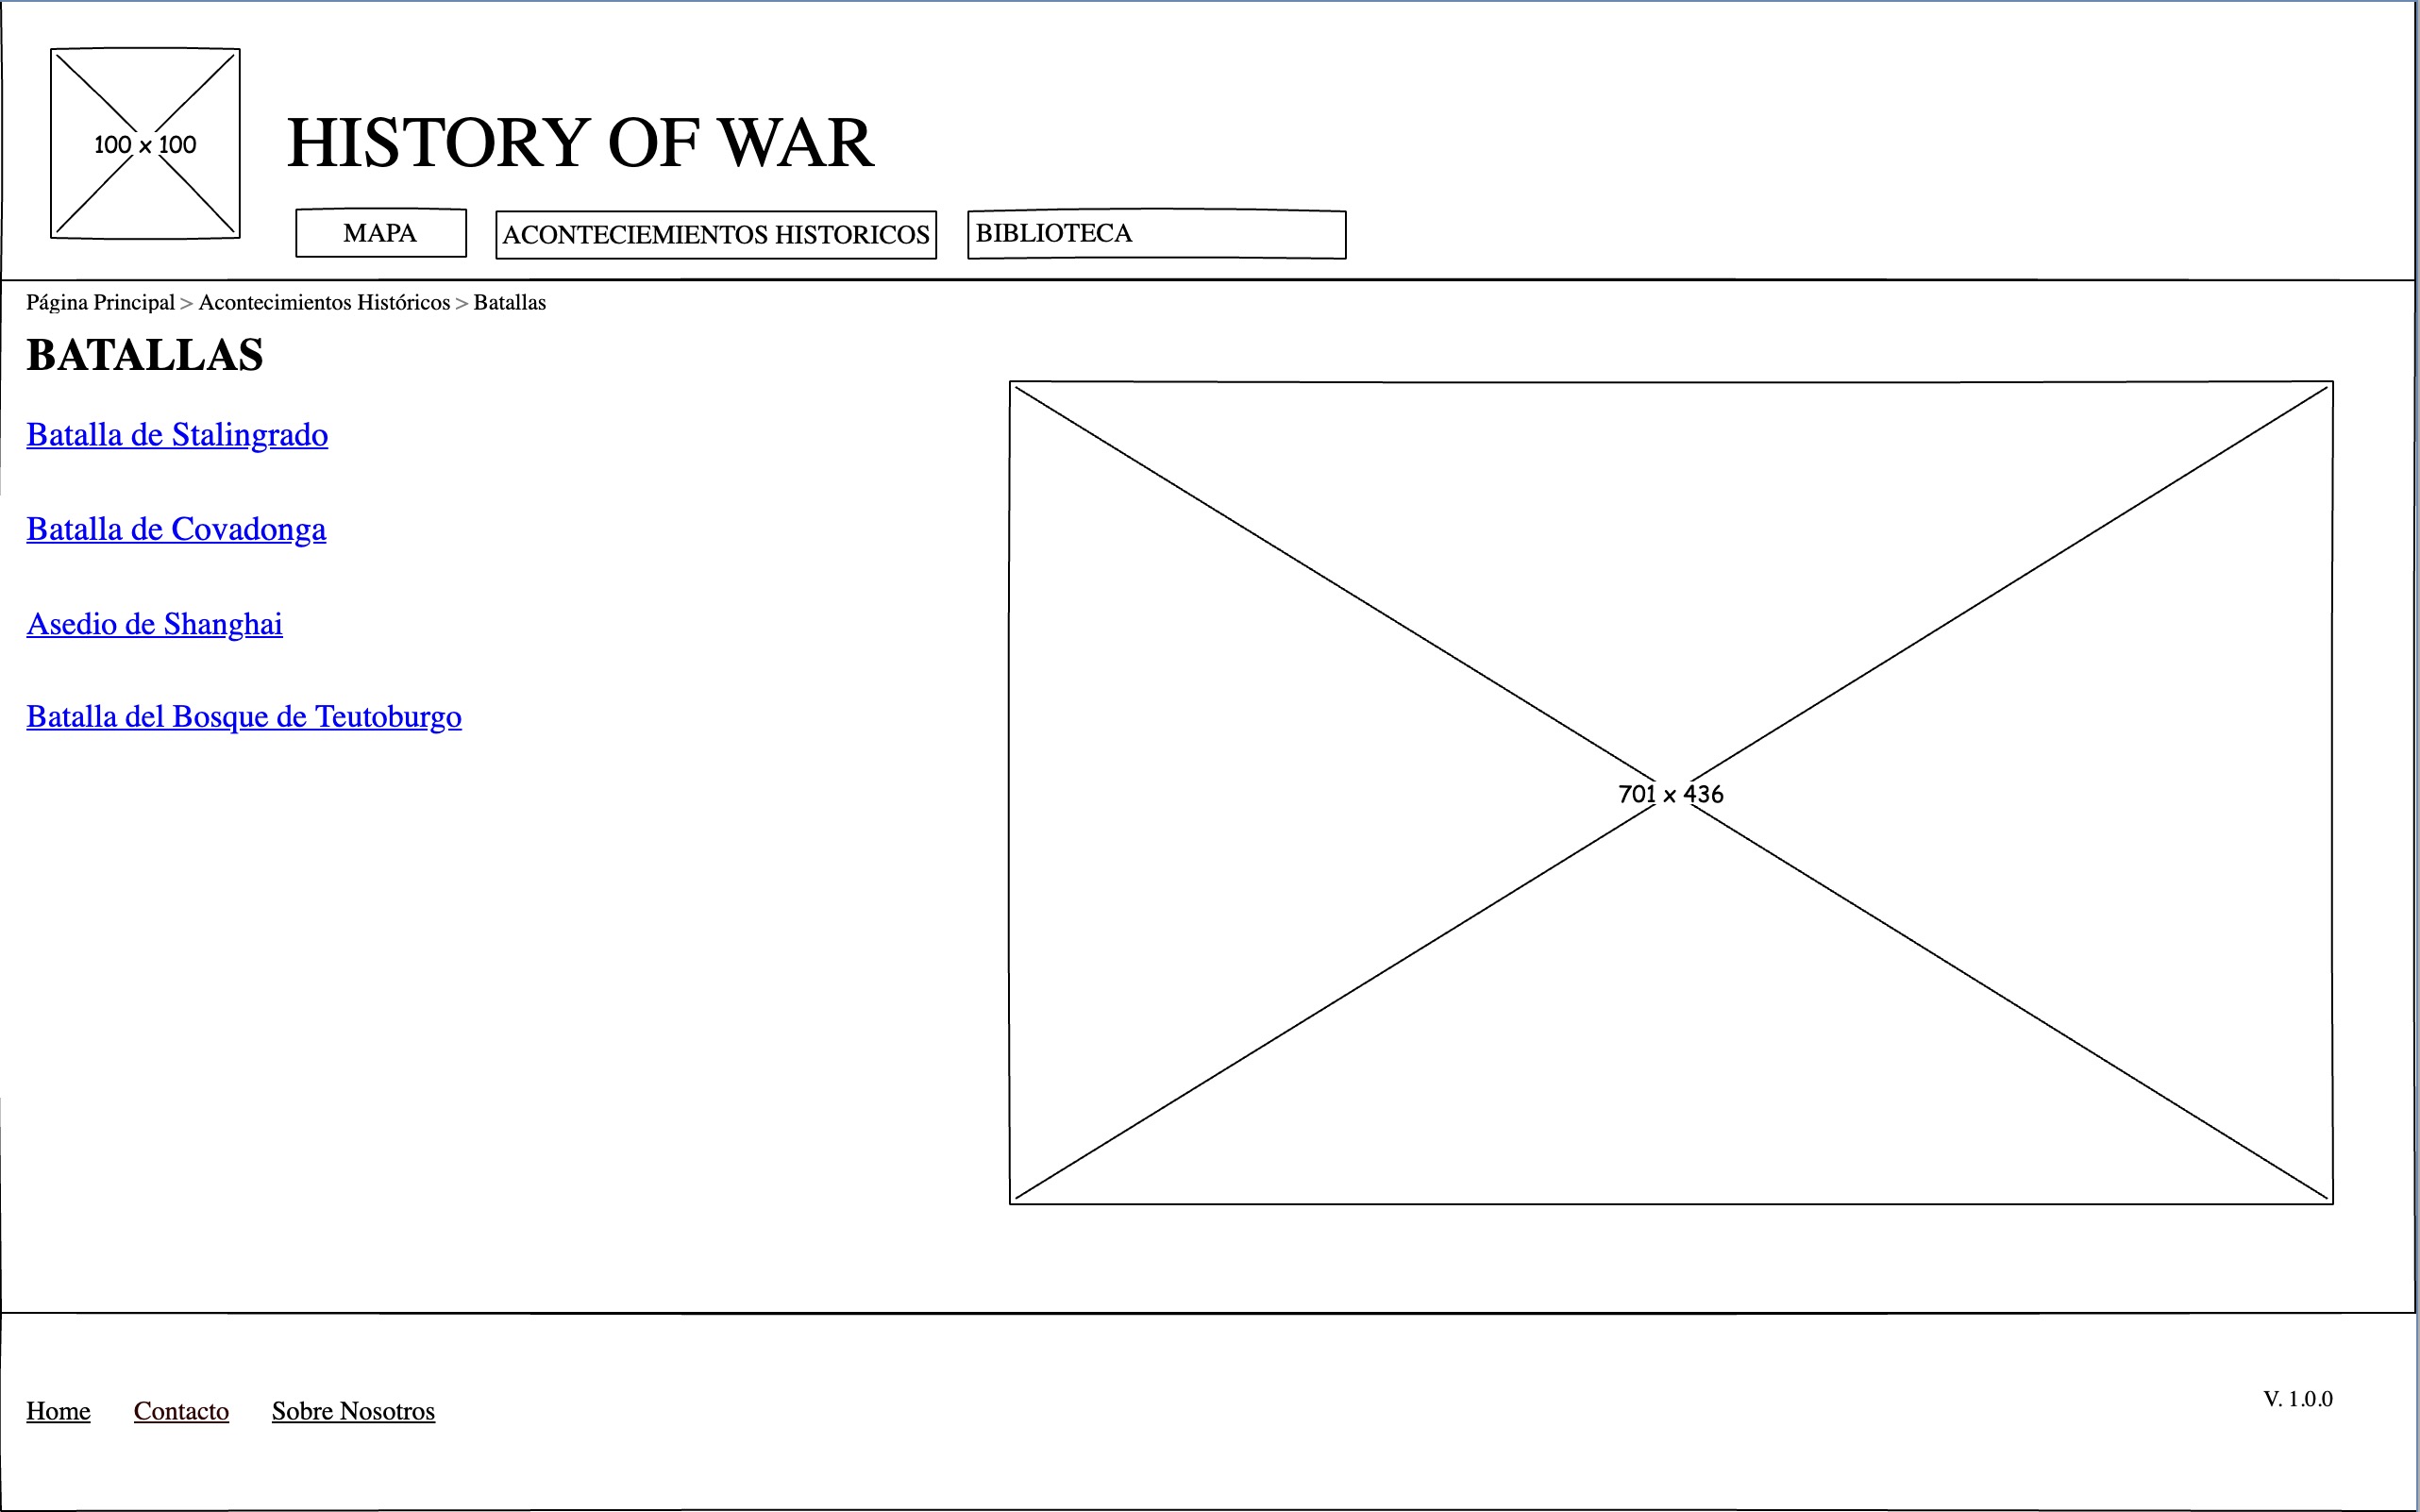 100 x 100
HISTORY OF WAR
MAPA
ACONTECIEMIENTOS HISTORICOS
BIBLIOTECA
Página Principal > Acontecimientos Históricos > Batallas
BATALLAS
Batalla de Stalingrado
Batalla de Covadonga
Asedio de Shanghai
Batalla del Bosque de Teutoburgo
701 x 436
Home
Contacto
Sobre Nosotros
V. 1.0.0